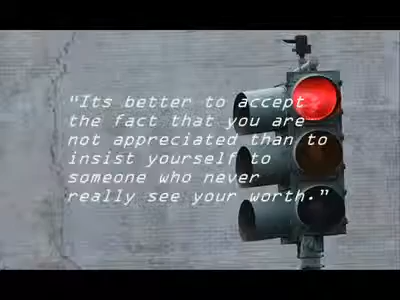 "Its better to accept
the fact that you are
not appreciated than to
insist yourself to
someone who never
really see your worth."